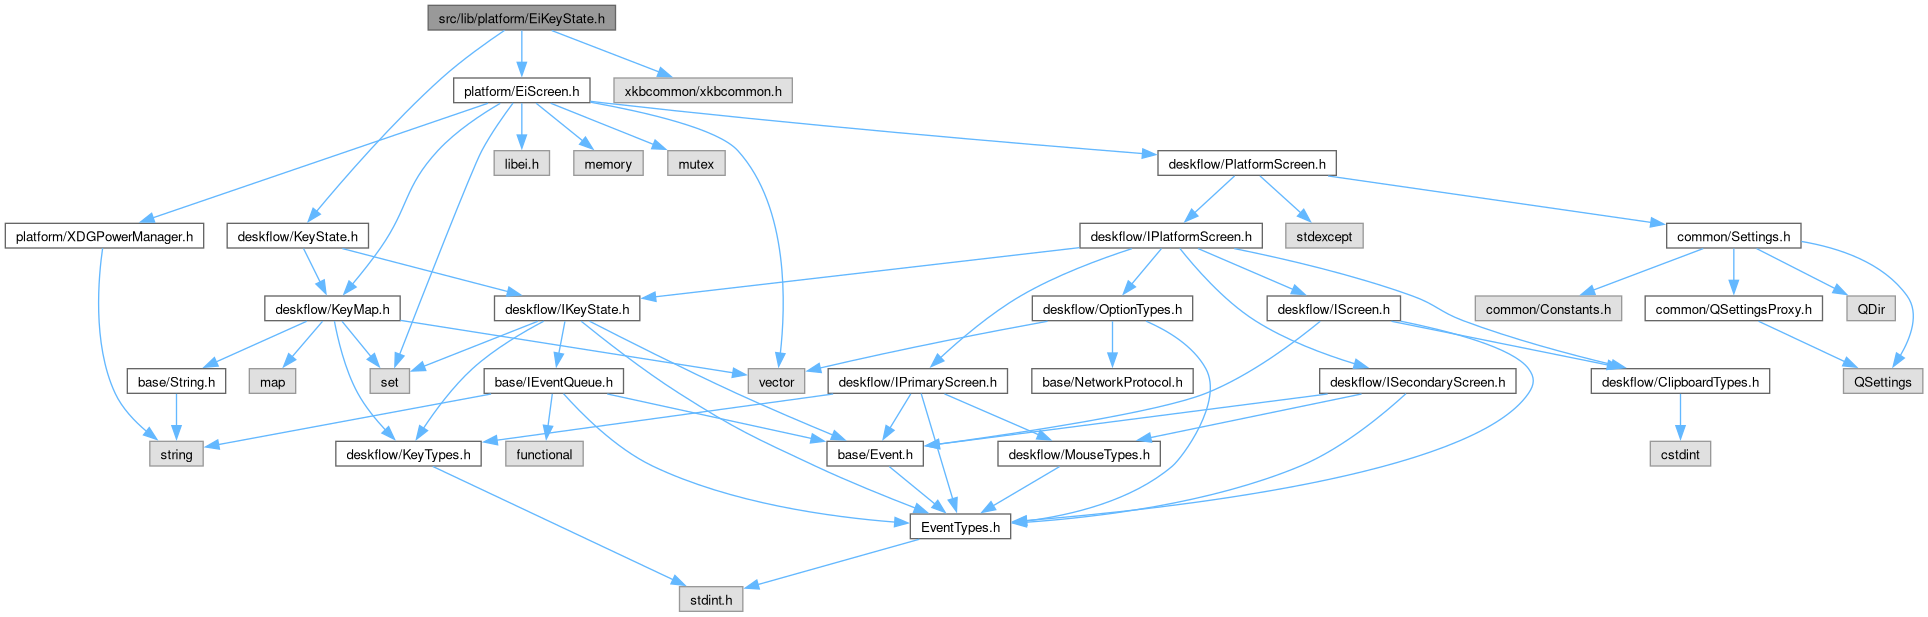 src/lib/platform/EiKeyState.h
platform/EiScreen.h
xkbcommon/xkbcommon.h
libei.h
memory
mutex
deskflow/PlatformScreen.h
platform/XDGPowerManager.h
deskflow/KeyState.h
deskflow/IPlatformScreen.h
stdexcept
common/Settings.h
deskflow/KeyMap.h
deskflow/IKeyState.h
deskflow/OptionTypes.h
deskflow/IScreen.h
common/Constants.h
common/QSettingsProxy.h
QDir
base/String.h
map
set
base/IEventQueue.h
vector
deskflow/IPrimaryScreen.h
base/NetworkProtocol.h
deskflow/ISecondaryScreen.h
deskflow/ClipboardTypes.h
QSettings
string
deskflow/KeyTypes.h
functional
base/Event.h
deskflow/MouseTypes.h
cstdint
EventTypes.h
stdint.h